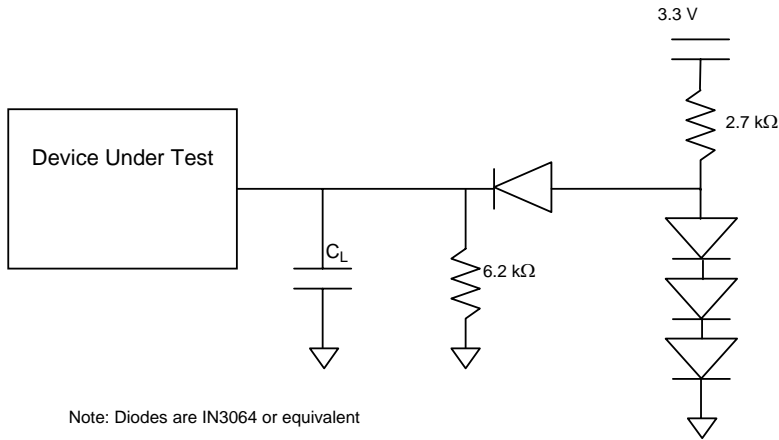 3.3 V
2.7 kΩ
Device Under Test
CL
6.2 kΩ
Note: Diodes are IN3064 or equivalent